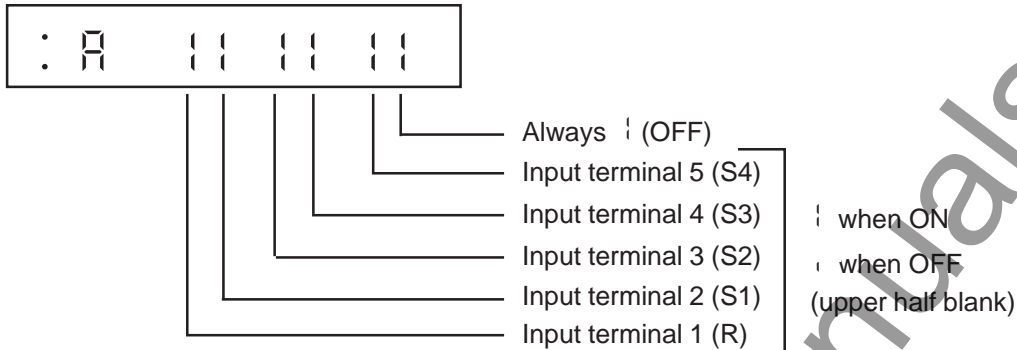 : A 11 11 11
Always ¦ (OFF)
Input terminal 5 (S4)
Input terminal 4 (S3)
Input terminal 3 (S2)
Input terminal 2 (S1)
Input terminal 1 (R)
¦ when ON
╷ when OFF
(upper half blank)
nuals